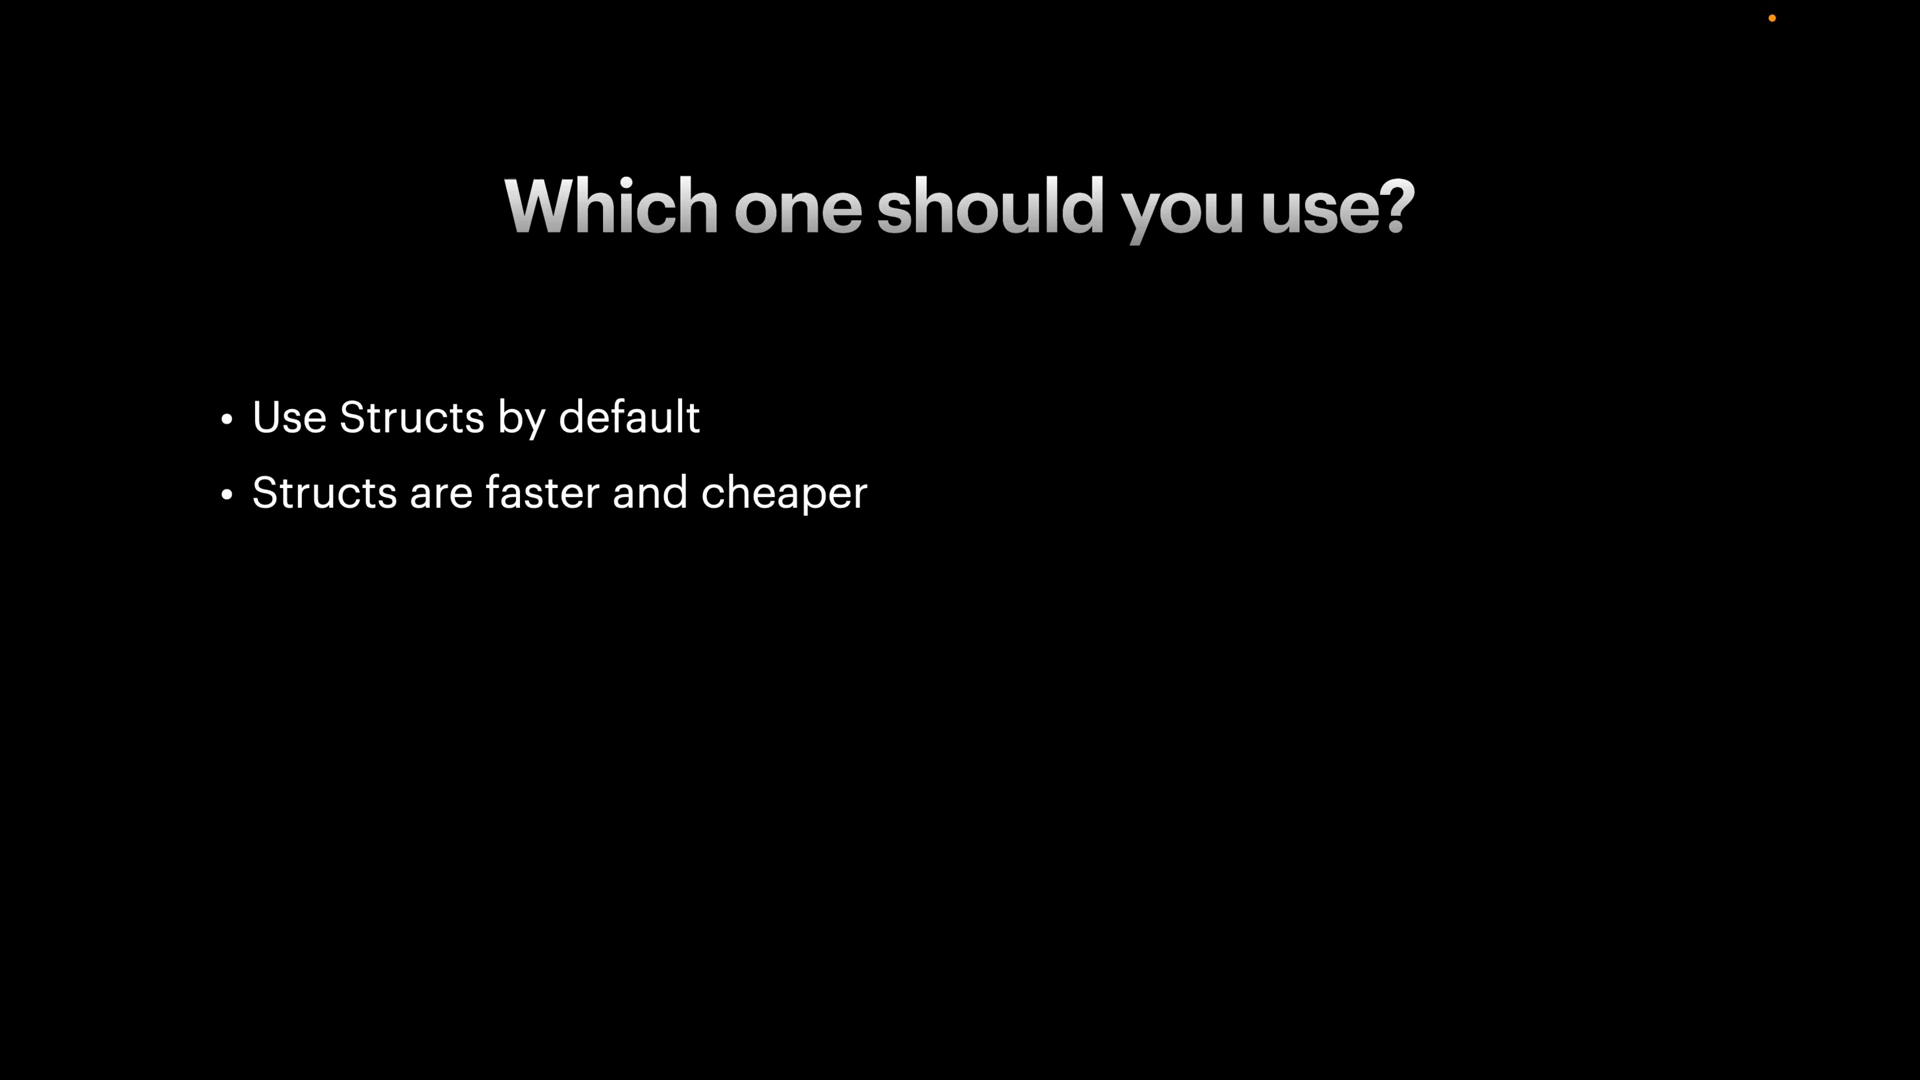 Which one should you use?
• Use Structs by default
• Structs are faster and cheaper